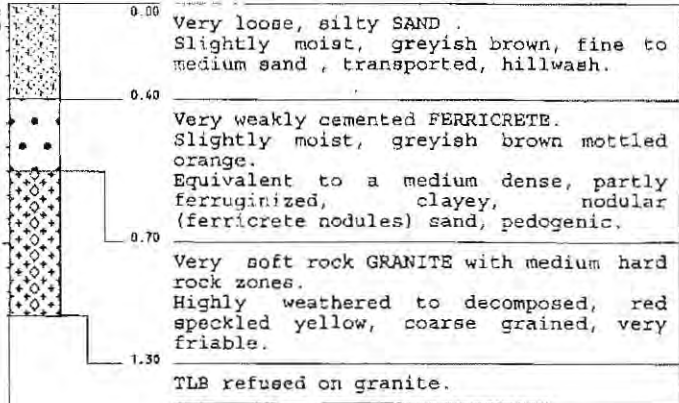 0.00
Very loose, silty SAND .
Slightly moist, greyish brown, fine to
medium sand , transported, hillwash.
0.40
Very weakly cemented FERRICRETE.
Slightly moist, greyish brown mottled
orange.
Equivalent to a medium dense, partly
ferruginized, clayey, nodular
(ferricrete nodules) sand, pedogenic.
0.70
Very soft rock GRANITE with medium hard
rock zones.
Highly weathered to decomposed, red
speckled yellow, coarse grained, very
friable.
1.30
TLB refused on granite.